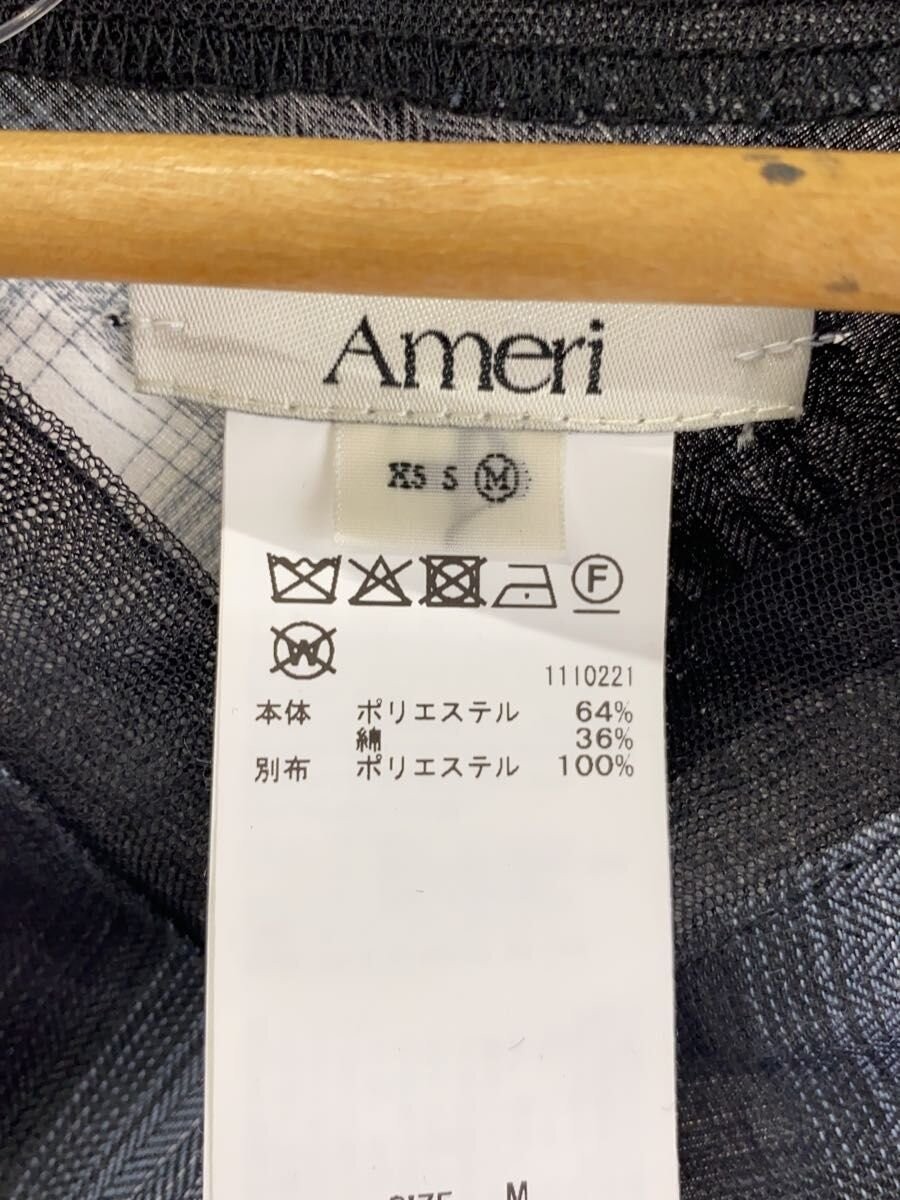 Ameri
XS S M
F
W
1110221
本体 ポリエステル 64%
綿 36%
別布 ポリエステル 100%
SIZE M